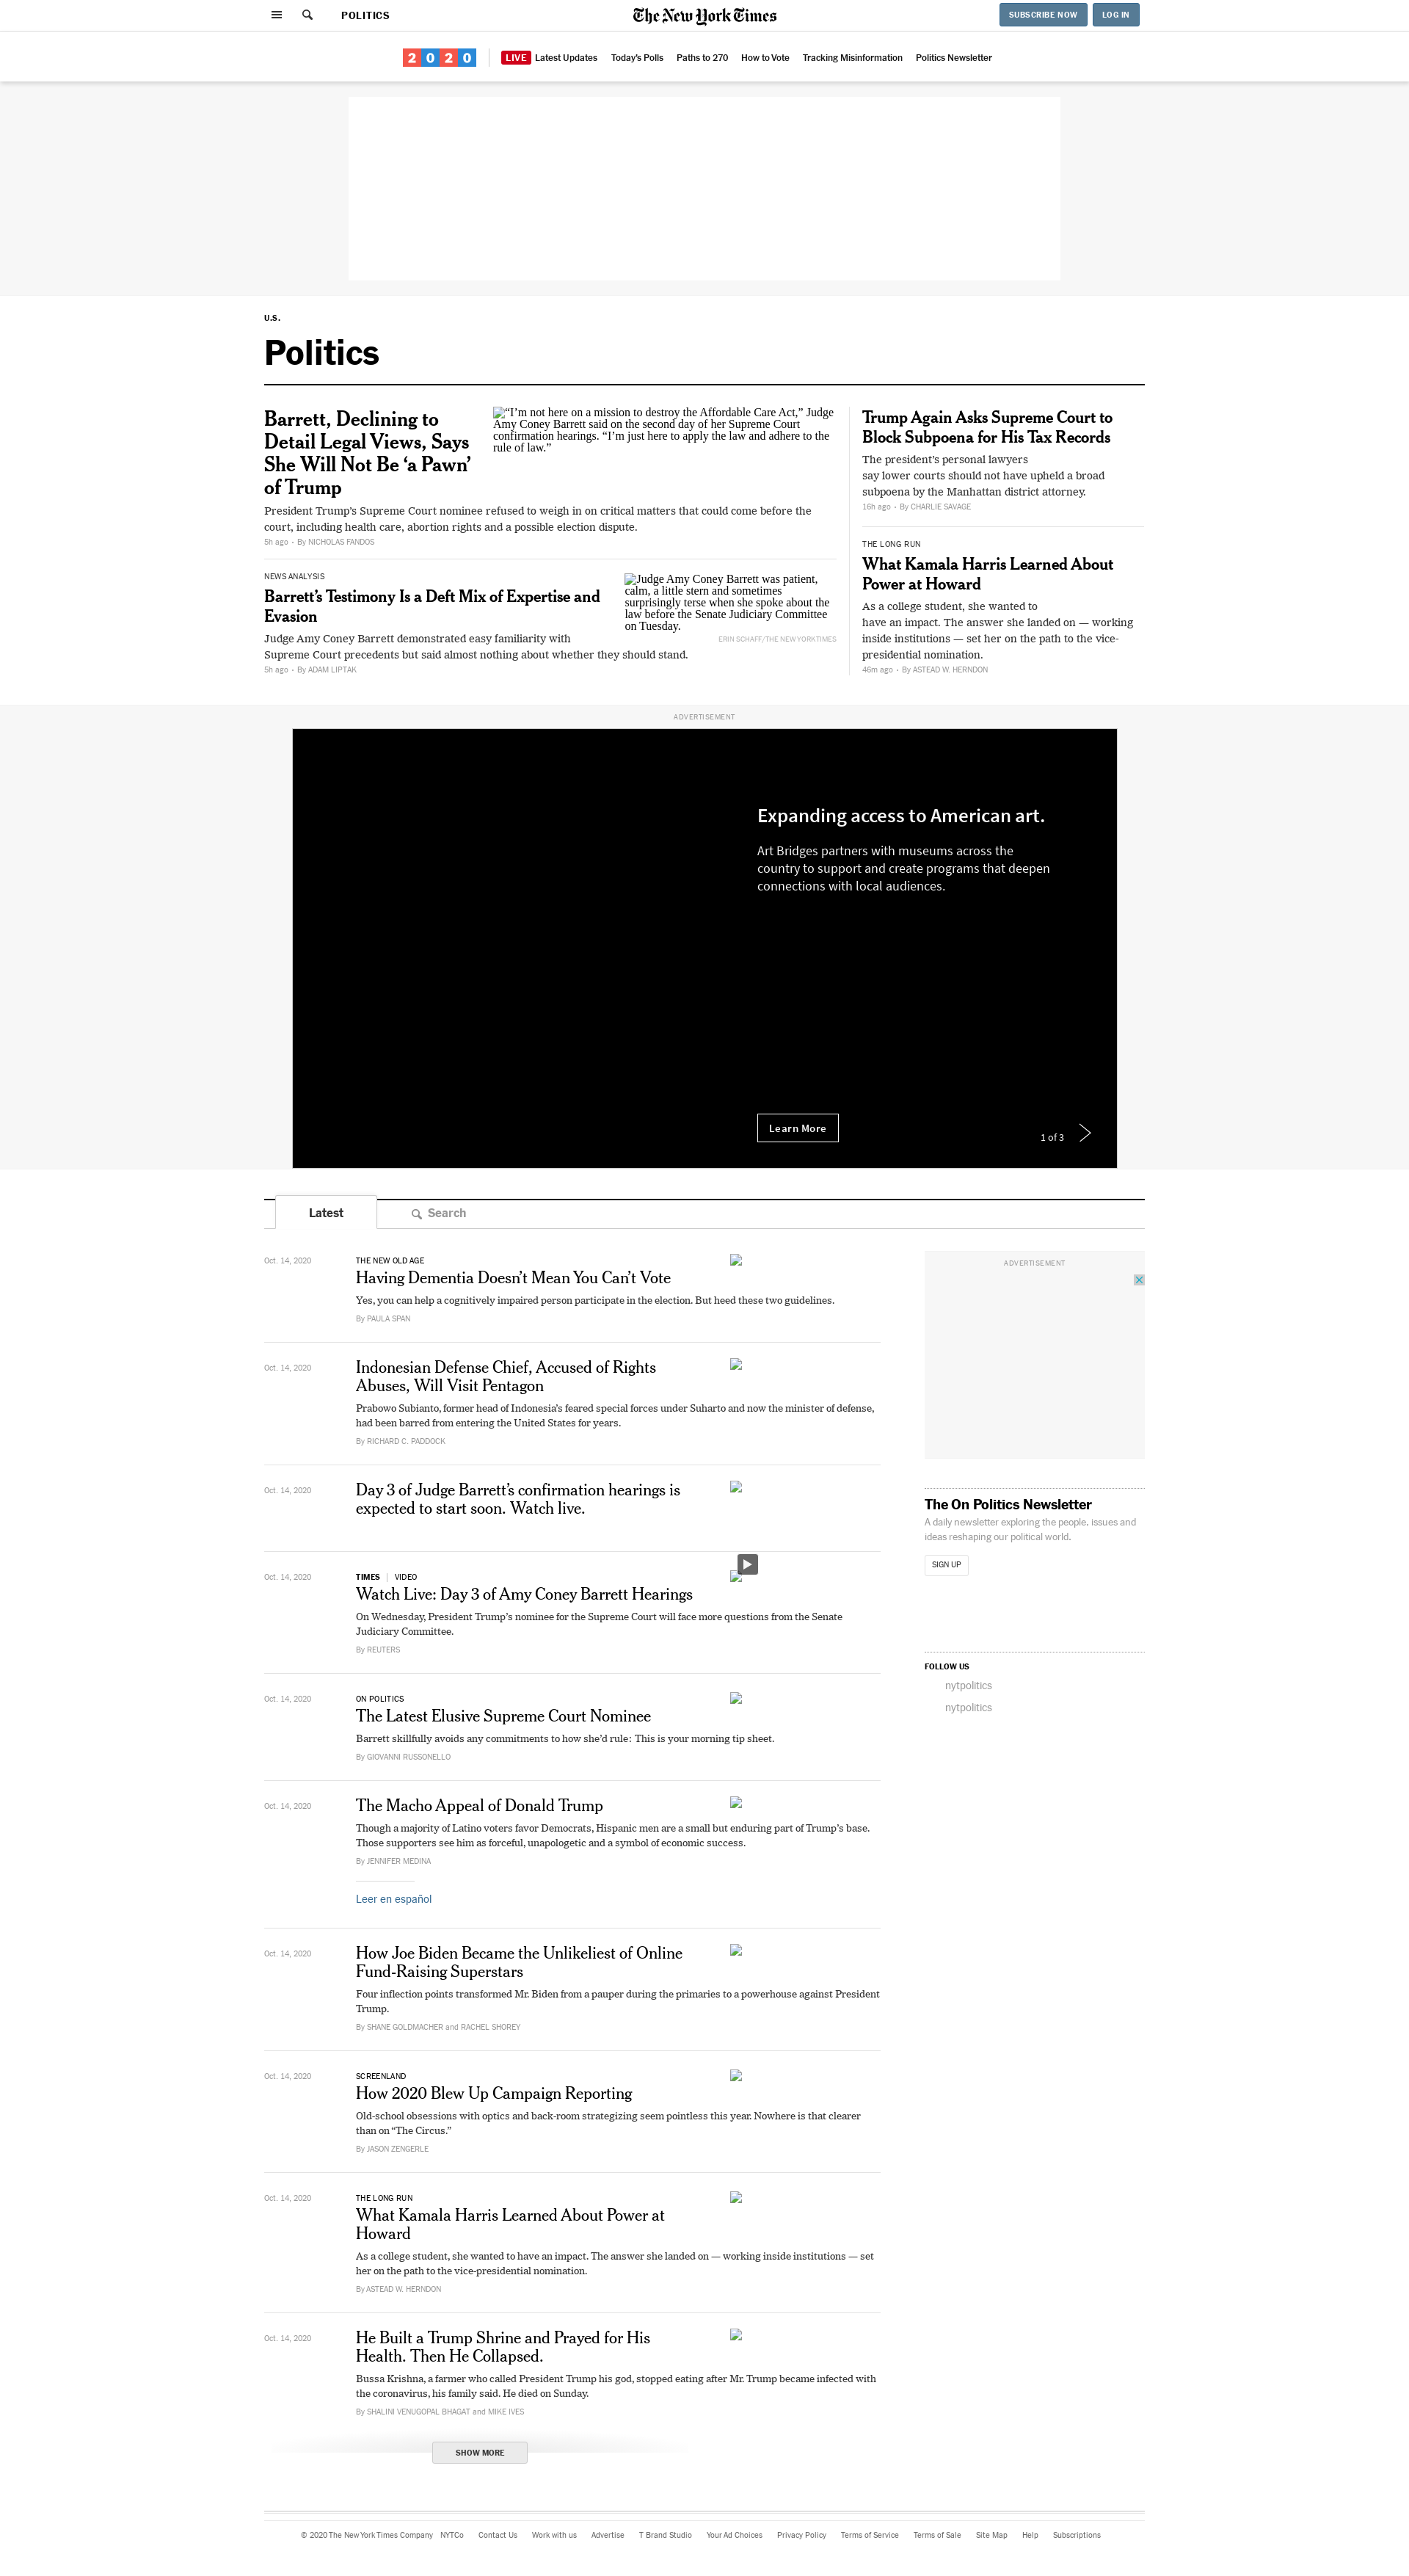 POLITICS
The New York Times
SUBSCRIBE NOW
LOG IN
2020
LIVE Latest Updates
Today's Polls
Paths to 270
How to Vote
Tracking Misinformation
Politics Newsletter
U.S.
Politics
Barrett, Declining to
Detail Legal Views, Says
She Will Not Be ‘a Pawn’
of Trump
“I’m not here on a mission to destroy the Affordable Care Act,” Judge
Amy Coney Barrett said on the second day of her Supreme Court
confirmation hearings. “I’m just here to apply the law and adhere to the
rule of law.”
President Trump’s Supreme Court nominee refused to weigh in on critical matters that could come before the
court, including health care, abortion rights and a possible election dispute.
5h ago • By NICHOLAS FANDOS
NEWS ANALYSIS
Barrett’s Testimony Is a Deft Mix of Expertise and
Evasion
Judge Amy Coney Barrett was patient,
calm, a little stern and sometimes
surprisingly terse when she spoke about the
law before the Senate Judiciary Committee
on Tuesday.
ERIN SCHAFF/THE NEW YORK TIMES
Judge Amy Coney Barrett demonstrated easy familiarity with
Supreme Court precedents but said almost nothing about whether they should stand.
5h ago • By ADAM LIPTAK
Trump Again Asks Supreme Court to
Block Subpoena for His Tax Records
The president’s personal lawyers
say lower courts should not have upheld a broad
subpoena by the Manhattan district attorney.
16h ago • By CHARLIE SAVAGE
THE LONG RUN
What Kamala Harris Learned About
Power at Howard
As a college student, she wanted to
have an impact. The answer she landed on — working
inside institutions — set her on the path to the vice-
presidential nomination.
46m ago • By ASTEAD W. HERNDON
ADVERTISEMENT
Expanding access to American art.
Art Bridges partners with museums across the
country to support and create programs that deepen
connections with local audiences.
Learn More
1 of 3
Latest
Search
Oct. 14, 2020
THE NEW OLD AGE
Having Dementia Doesn’t Mean You Can’t Vote
Yes, you can help a cognitively impaired person participate in the election. But heed these two guidelines.
By PAULA SPAN
Oct. 14, 2020
Indonesian Defense Chief, Accused of Rights
Abuses, Will Visit Pentagon
Prabowo Subianto, former head of Indonesia’s feared special forces under Suharto and now the minister of defense,
had been barred from entering the United States for years.
By RICHARD C. PADDOCK
Oct. 14, 2020
Day 3 of Judge Barrett’s confirmation hearings is
expected to start soon. Watch live.
Oct. 14, 2020
TIMES | VIDEO
Watch Live: Day 3 of Amy Coney Barrett Hearings
On Wednesday, President Trump’s nominee for the Supreme Court will face more questions from the Senate
Judiciary Committee.
By REUTERS
Oct. 14, 2020
ON POLITICS
The Latest Elusive Supreme Court Nominee
Barrett skillfully avoids any commitments to how she’d rule: This is your morning tip sheet.
By GIOVANNI RUSSONELLO
Oct. 14, 2020
The Macho Appeal of Donald Trump
Though a majority of Latino voters favor Democrats, Hispanic men are a small but enduring part of Trump’s base.
Those supporters see him as forceful, unapologetic and a symbol of economic success.
By JENNIFER MEDINA
Leer en español
Oct. 14, 2020
How Joe Biden Became the Unlikeliest of Online
Fund-Raising Superstars
Four inflection points transformed Mr. Biden from a pauper during the primaries to a powerhouse against President
Trump.
By SHANE GOLDMACHER and RACHEL SHOREY
Oct. 14, 2020
SCREENLAND
How 2020 Blew Up Campaign Reporting
Old-school obsessions with optics and back-room strategizing seem pointless this year. Nowhere is that clearer
than on “The Circus.”
By JASON ZENGERLE
Oct. 14, 2020
THE LONG RUN
What Kamala Harris Learned About Power at
Howard
As a college student, she wanted to have an impact. The answer she landed on — working inside institutions — set
her on the path to the vice-presidential nomination.
By ASTEAD W. HERNDON
Oct. 14, 2020
He Built a Trump Shrine and Prayed for His
Health. Then He Collapsed.
Bussa Krishna, a farmer who called President Trump his god, stopped eating after Mr. Trump became infected with
the coronavirus, his family said. He died on Sunday.
By SHALINI VENUGOPAL BHAGAT and MIKE IVES
SHOW MORE
ADVERTISEMENT
The On Politics Newsletter
A daily newsletter exploring the people, issues and
ideas reshaping our political world.
SIGN UP
FOLLOW US
nytpolitics
nytpolitics
© 2020 The New York Times Company
NYTCo
Contact Us
Work with us
Advertise
T Brand Studio
Your Ad Choices
Privacy Policy
Terms of Service
Terms of Sale
Site Map
Help
Subscriptions